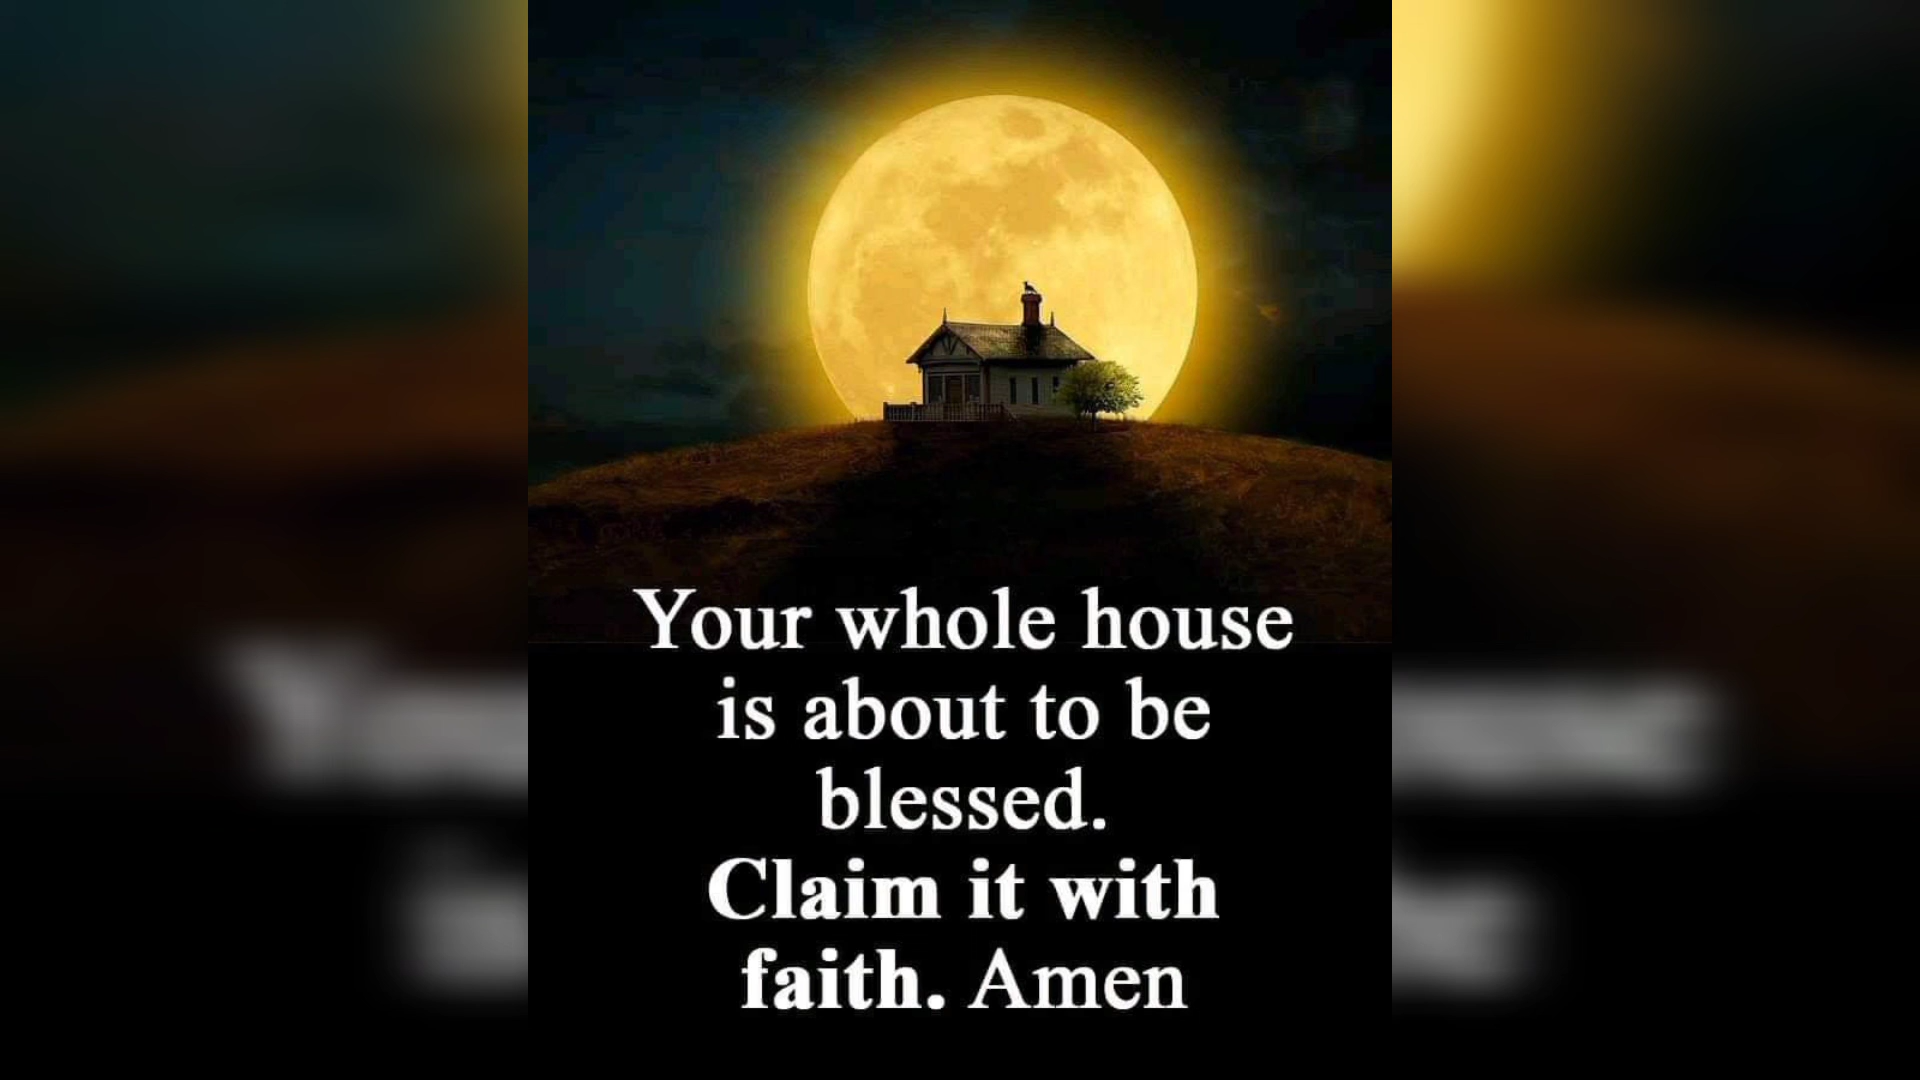 Your whole house
is about to be
blessed.
Claim it with
faith. Amen